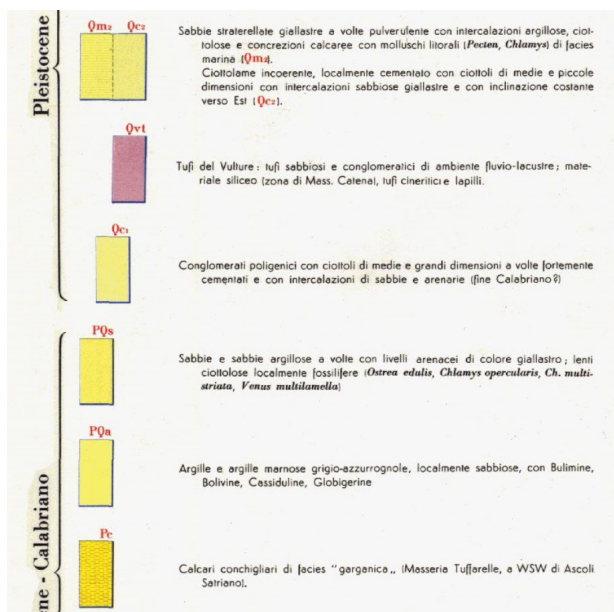 Pleistocene
Qm2 Qc2
Sabbie straterellate giallastre a volte pulverufente con intercalazioni argillose, ciot-
tolose e concrezioni calcaree con molluschi litorali (Pecten, Chlamys) di facies
marina (Qm2).
Ciottolame incoerente, localmente cementato con ciottoli di medie e piccole
dimensioni con intercalazioni sabbiose giallastre e con inclinazione costante
verso Est (Qc2).
Qvt
Tufi del Vulture: tufi sabbiosi e conglomeratici di ambiente fluvio-lacustre; mate-
riale siliceo (zona di Mass. Catena), tufi cineritici e lapilli.
Qc1
Conglomerati poligenici con ciottoli di medie e grandi dimensioni a volte fortemente
cementati e con intercalazioni di sabbie e arenarie (fine Calabriano?)
PQs
Sabbie e sabbie argillose a volte con livelli arenacei di colore giallastro; lenti
ciottolose localmente fossilifere (Ostrea edulis, Chlamys opercularis, Ch. multi-
striata, Venus multilamella)
PQa
Argille e argille marnose grigio-azzurrognole, localmente sabbiose, con Bulimine,
Bolivine, Cassiduline, Globigerine
ne - Calabriano
Pc
Calcari conchigliari di facies "garganica,, (Masseria Tuffarelle, a WSW di Ascoli
Satriano).